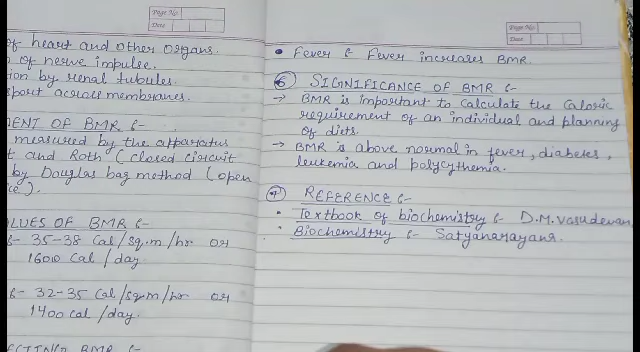 Page No.
Date
of heart and other organs.
of nerve impulse.
tion by renal tubules.
sport across membranes.
MENT OF BMR :-
measured by the apparatus
t and Roth (closed circuit
by Douglas bag method (open
ce).
ALUES OF BMR :-
:- 35-38 Cal/sq.m/hr or
1600 Cal/day.
:- 32-35 Cal/sq.m/hr or
1400 cal/day.
ECTING BMR :-
Page No.
Date
• Fever :- Fever increases BMR.
⑥ SIGNIFICANCE OF BMR :-
→ BMR is important to calculate the Caloric
requirement of an individual and planning
of diets.
→ BMR is above normal in fever, diabetes,
leukemia and polycythemia.
⑦ REFERENCE :-
• Textbook of biochemistry :- D.M. Vasudevan
• Biochemistry :- Satyanarayana.